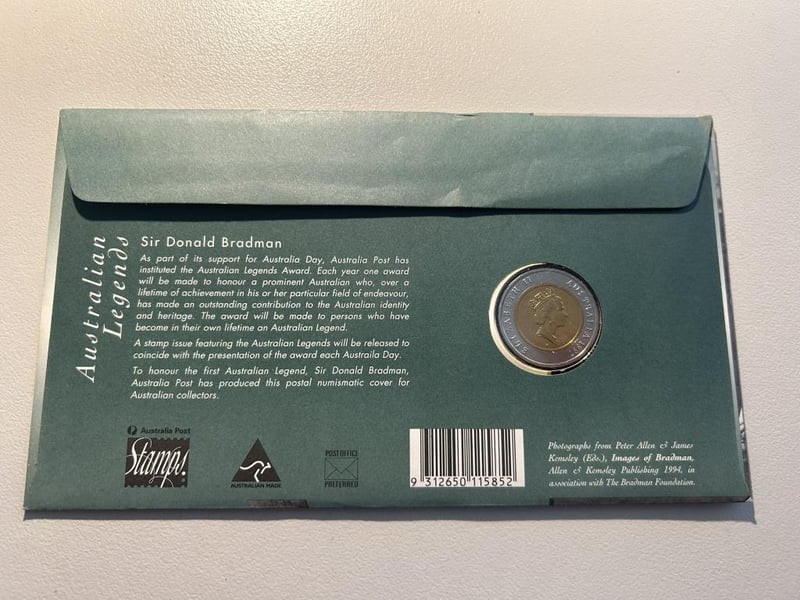 Australian
Legends
Sir Donald Bradman
As part of its support for Australia Day, Australia Post has
instituted the Australian Legends Award. Each year one award
will be made to honour a prominent Australian who, over a
lifetime of achievement in his or her particular field of endeavour,
has made an outstanding contribution to the Australian identity
and heritage. The award will be made to persons who have
become in their own lifetime an Australian Legend.
A stamp issue featuring the Australian Legends will be released to
coincide with the presentation of the award each Austraila Day.
To honour the first Australian Legend, Sir Donald Bradman,
Australia Post has produced this postal numismatic cover for
Australian collectors.
ELIZABETH II AUSTRALIA
Australia Post
Stamps!
AUSTRALIAN MADE
POST OFFICE
PREFERRED
9 312650 115852
Photographs from Peter Allen & James
Kemsley (Eds.), Images of Bradman,
Allen & Kemsley Publishing 1994, in
association with The Bradman Foundation.